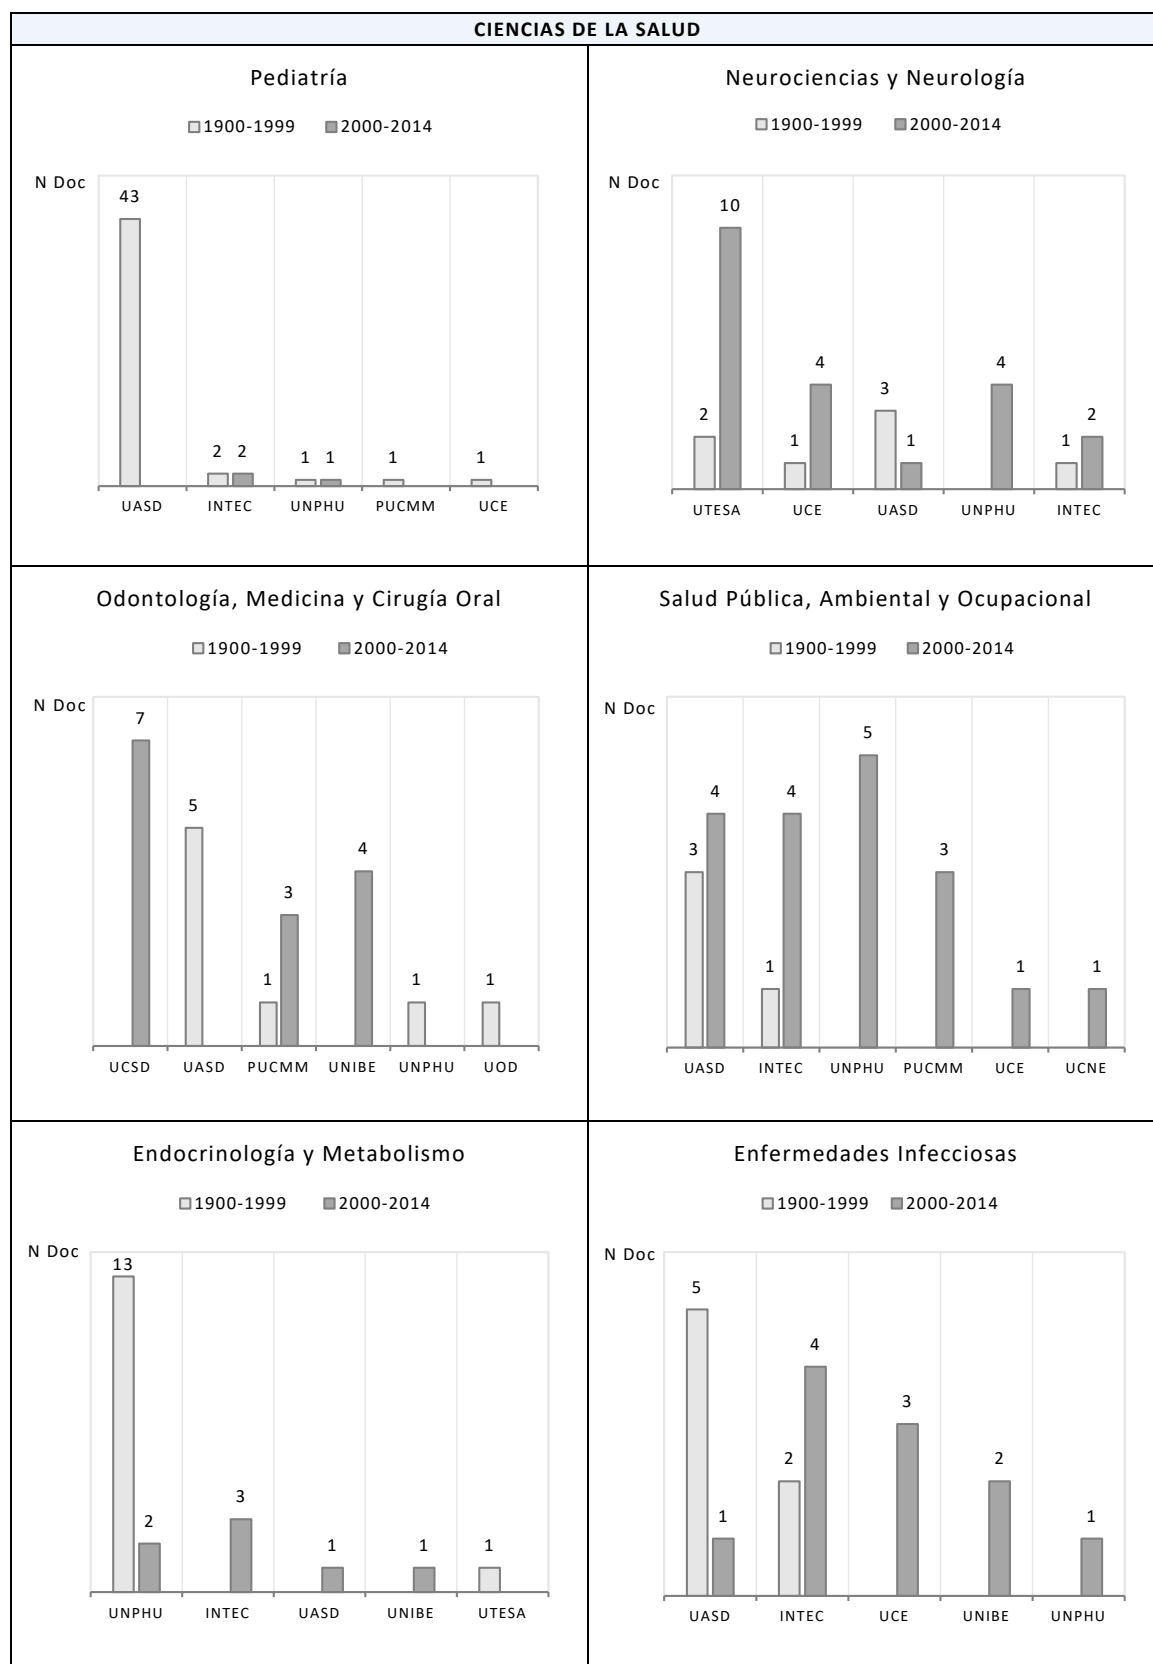 CIENCIAS DE LA SALUD
Pediatría
1900-1999 2000-2014
N Doc
43
2 2
1 1
1
1
UASD INTEC UNPHU PUCMM UCE
Neurociencias y Neurología
1900-1999 2000-2014
N Doc
10
4
4
3
2
2
1
1
1
UTESA UCE UASD UNPHU INTEC
Odontología, Medicina y Cirugía Oral
1900-1999 2000-2014
N Doc
7
5
4
3
1
1
1
UCSD UASD PUCMM UNIBE UNPHU UOD
Salud Pública, Ambiental y Ocupacional
1900-1999 2000-2014
N Doc
5
4
4
3
3
1
1
1
UASD INTEC UNPHU PUCMM UCE UCNE
Endocrinología y Metabolismo
1900-1999 2000-2014
N Doc
13
3
2
1
1
1
UNPHU INTEC UASD UNIBE UTESA
Enfermedades Infecciosas
1900-1999 2000-2014
N Doc
5
4
3
2
2
1
1
UASD INTEC UCE UNIBE UNPHU